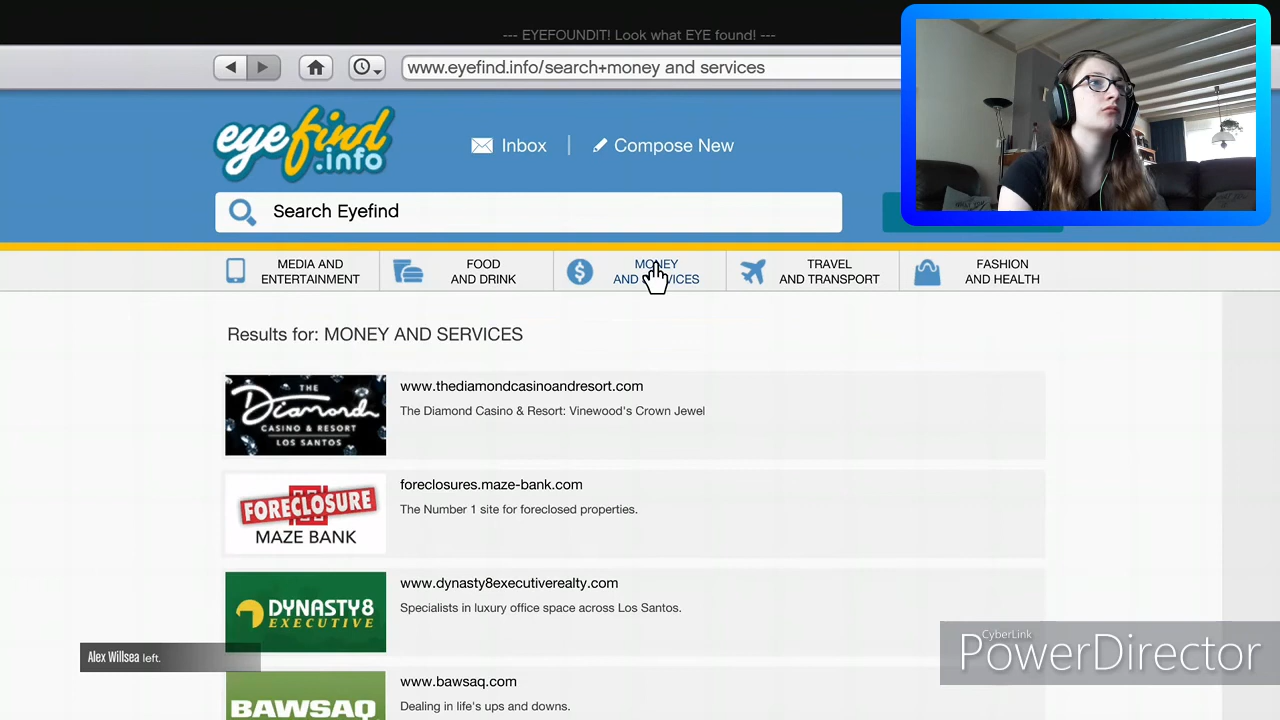 --- EYEFOUNDIT! Look what EYE found! ---
www.eyefind.info/search+money and services
eyefind
.info
Inbox
Compose New
Search Eyefind
MEDIA AND
ENTERTAINMENT
FOOD
AND DRINK
MONEY
AND SERVICES
TRAVEL
AND TRANSPORT
FASHION
AND HEALTH
Results for: MONEY AND SERVICES
THE
Diamond
CASINO & RESORT
LOS SANTOS
www.thediamondcasinoandresort.com
The Diamond Casino & Resort: Vinewood's Crown Jewel
FORECLOSURE
MAZE BANK
foreclosures.maze-bank.com
The Number 1 site for foreclosed properties.
DYNASTY8
EXECUTIVE
www.dynasty8executiverealty.com
Specialists in luxury office space across Los Santos.
BAWSAQ
www.bawsaq.com
Dealing in life's ups and downs.
Alex Willsea left.
CyberLink
PowerDirector